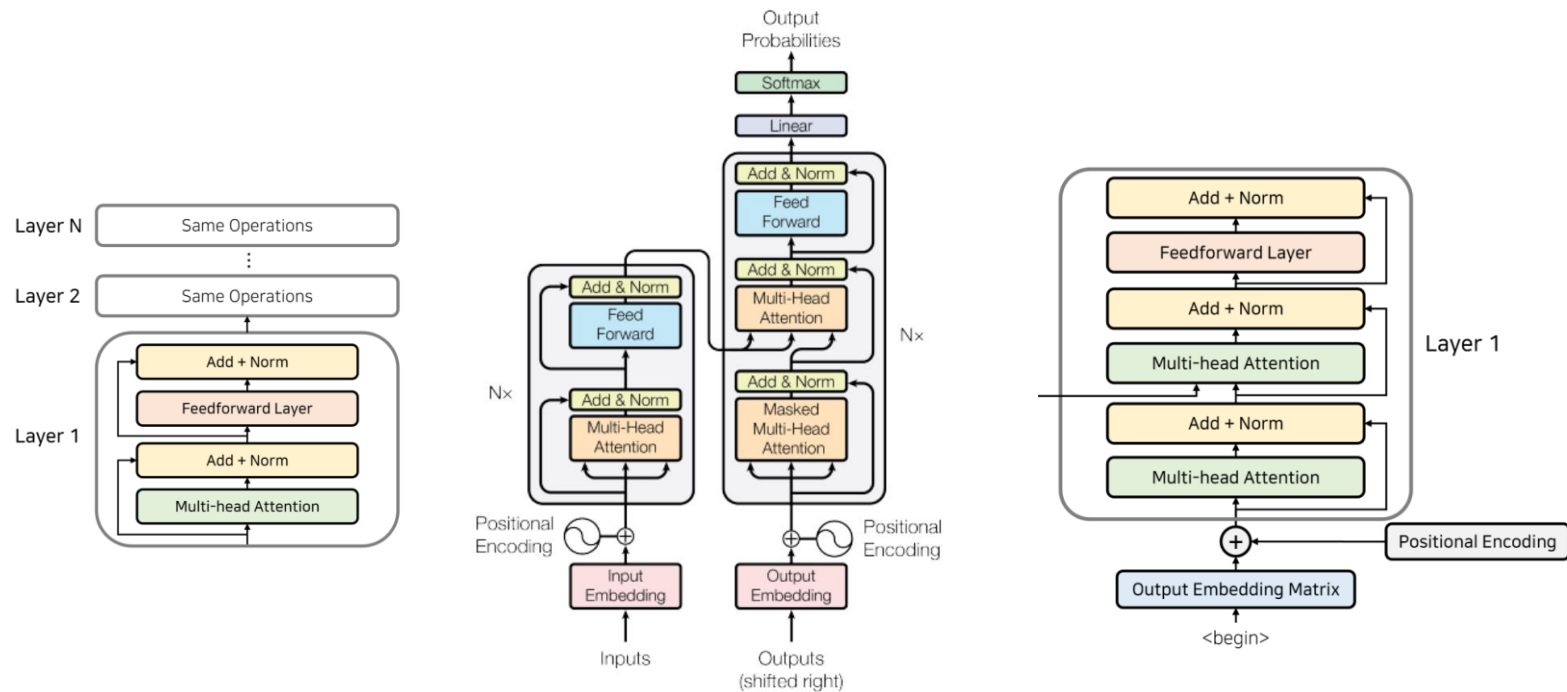 Layer N
Same Operations
⋮
Layer 2
Same Operations
Layer 1
Add + Norm
Feedforward Layer
Add + Norm
Multi-head Attention
Output
Probabilities
Softmax
Linear
Add & Norm
Feed
Forward
Add & Norm
Multi-Head
Attention
Add & Norm
Masked
Multi-Head
Attention
N×
Add & Norm
Feed
Forward
Add & Norm
Multi-Head
Attention
N×
Positional
Encoding
Positional
Encoding
Input
Embedding
Output
Embedding
Inputs
Outputs
(shifted right)
Add + Norm
Feedforward Layer
Add + Norm
Multi-head Attention
Add + Norm
Multi-head Attention
Layer 1
+
Positional Encoding
Output Embedding Matrix
<begin>